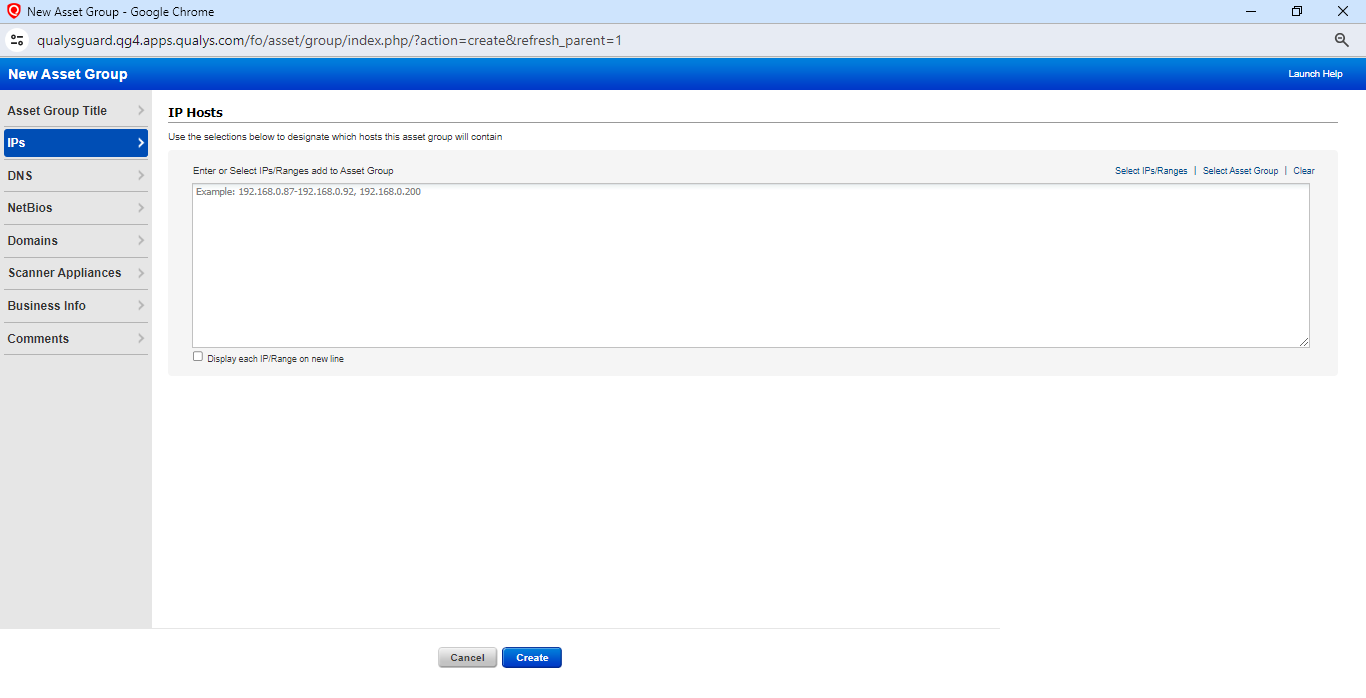 New Asset Group - Google Chrome
qualysguard.qg4.apps.qualys.com/fo/asset/group/index.php/?action=create&refresh_parent=1
New Asset Group
Launch Help
Asset Group Title
IPs
DNS
NetBios
Domains
Scanner Appliances
Business Info
Comments
IP Hosts
Use the selections below to designate which hosts this asset group will contain
Enter or Select IPs/Ranges add to Asset Group
Select IPs/Ranges | Select Asset Group | Clear
Example: 192.168.0.87-192.168.0.92, 192.168.0.200
Display each IP/Range on new line
Cancel
Create